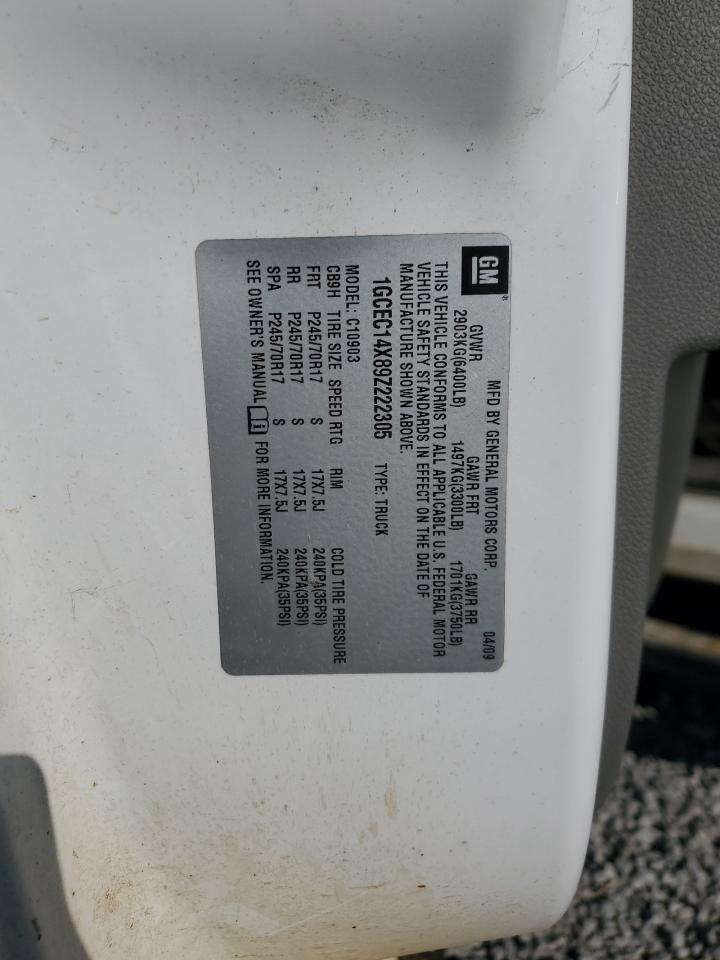 GM®
MFD BY GENERAL MOTORS CORP. 04/09
GVWR GAWR FRT GAWR RR
2903KG(6400LB) 1497KG(3300LB) 1701KG(3750LB)
THIS VEHICLE CONFORMS TO ALL APPLICABLE U.S. FEDERAL MOTOR
VEHICLE SAFETY STANDARDS IN EFFECT ON THE DATE OF
MANUFACTURE SHOWN ABOVE.
1GCEC14X89Z222305 TYPE: TRUCK
MODEL: C10903
CB9H TIRE SIZE SPEED RTG RIM COLD TIRE PRESSURE
FRT P245/70R17 S 17X7.5J 240KPA(35PSI)
RR P245/70R17 S 17X7.5J 240KPA(35PSI)
SPA P245/70R17 S 17X7.5J 240KPA(35PSI)
SEE OWNER'S MANUAL i FOR MORE INFORMATION.